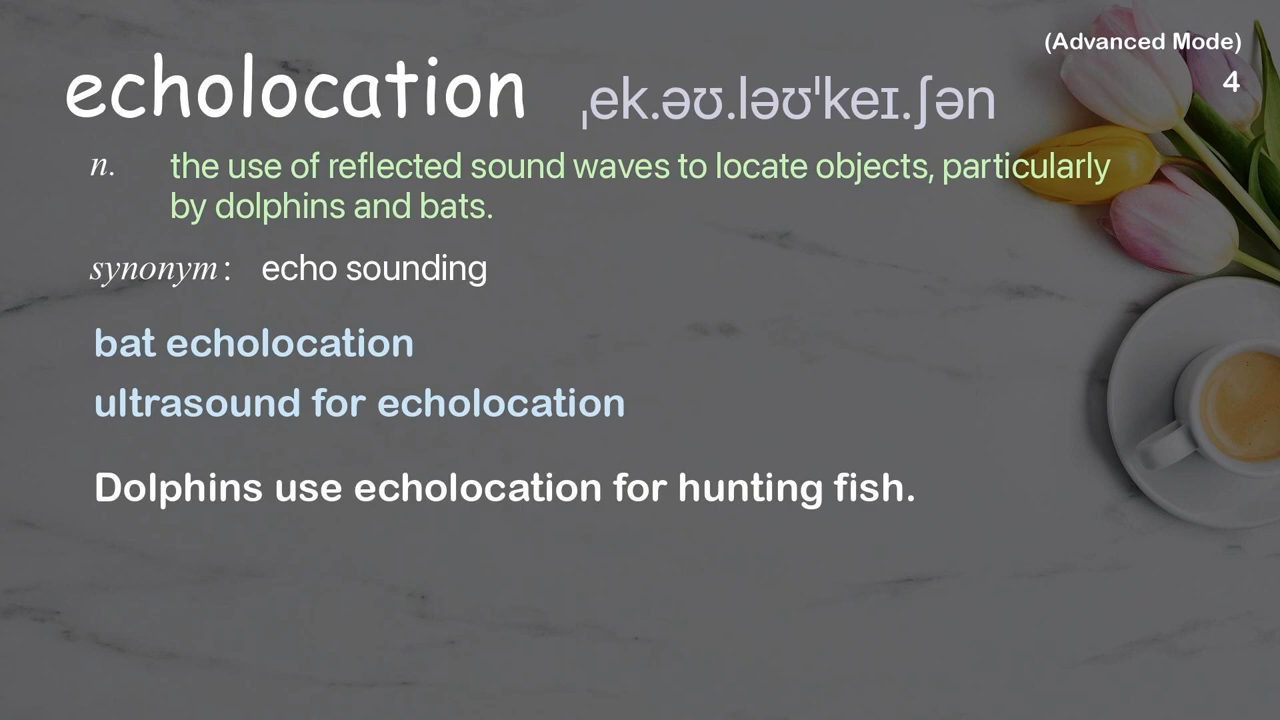 (Advanced Mode)
4
echolocation ˌek.əʊ.ləʊˈkeɪ.ʃən
n. the use of reflected sound waves to locate objects, particularly
by dolphins and bats.
synonym: echo sounding
bat echolocation
ultrasound for echolocation
Dolphins use echolocation for hunting fish.